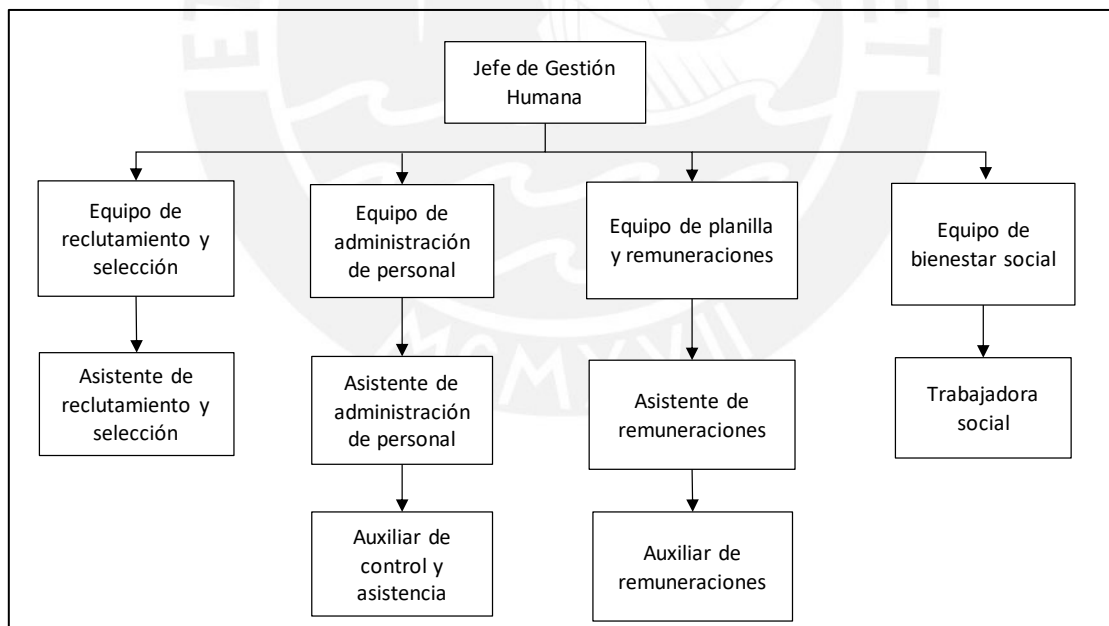 Jefe de Gestión
Humana
Equipo de
reclutamiento y
selección
Equipo de
administración
de personal
Equipo de planilla
y remuneraciones
Equipo de
bienestar social
Asistente de
reclutamiento y
selección
Asistente de
administración
de personal
Asistente de
remuneraciones
Trabajadora
social
Auxiliar de
control y
asistencia
Auxiliar de
remuneraciones
MCMXVII